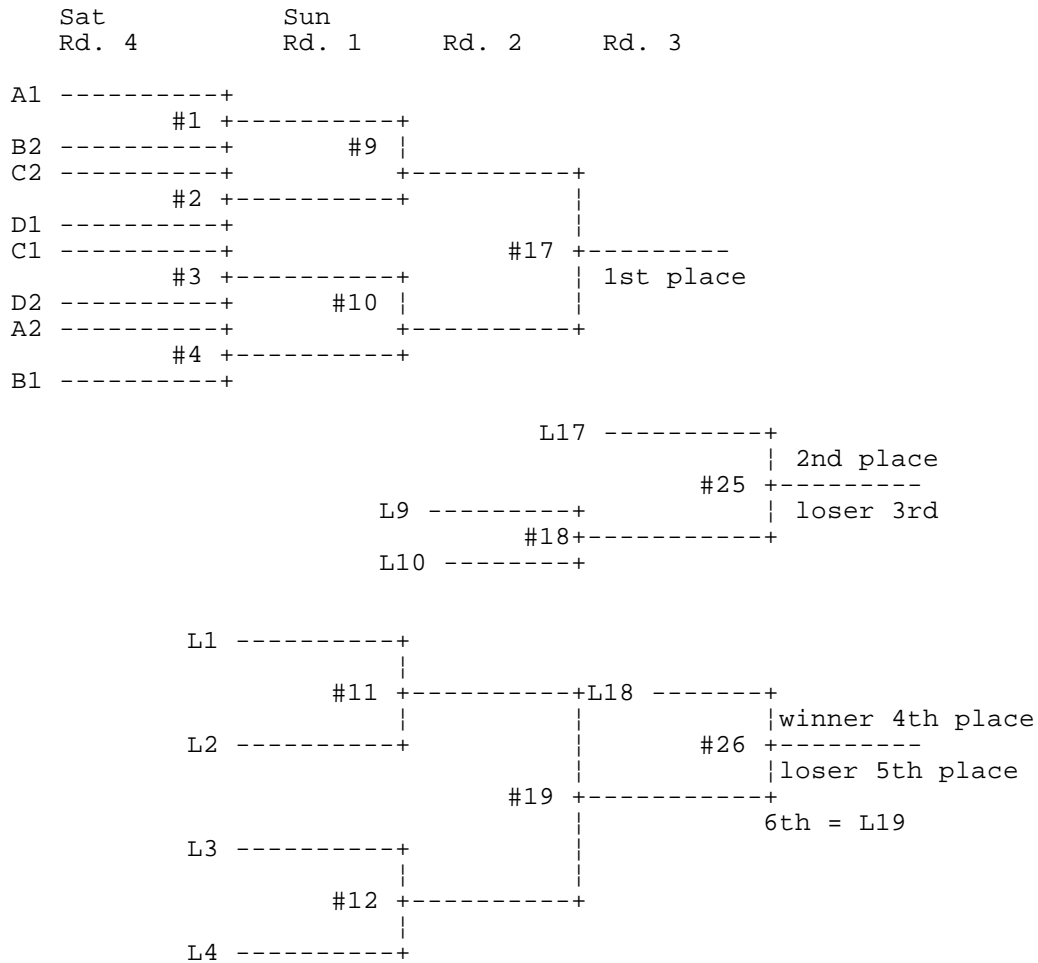 Sat Sun
Rd. 4 Rd. 1 Rd. 2 Rd. 3
A1
#1
B2 #9
C2
#2
D1
C1 #17
#3 1st place
D2 #10
A2
#4
B1
L17
2nd place
#25
L9 loser 3rd
#18
L10
L1
#11 L18
winner 4th place
L2 #26
loser 5th place
#19
6th = L19
L3
#12
L4